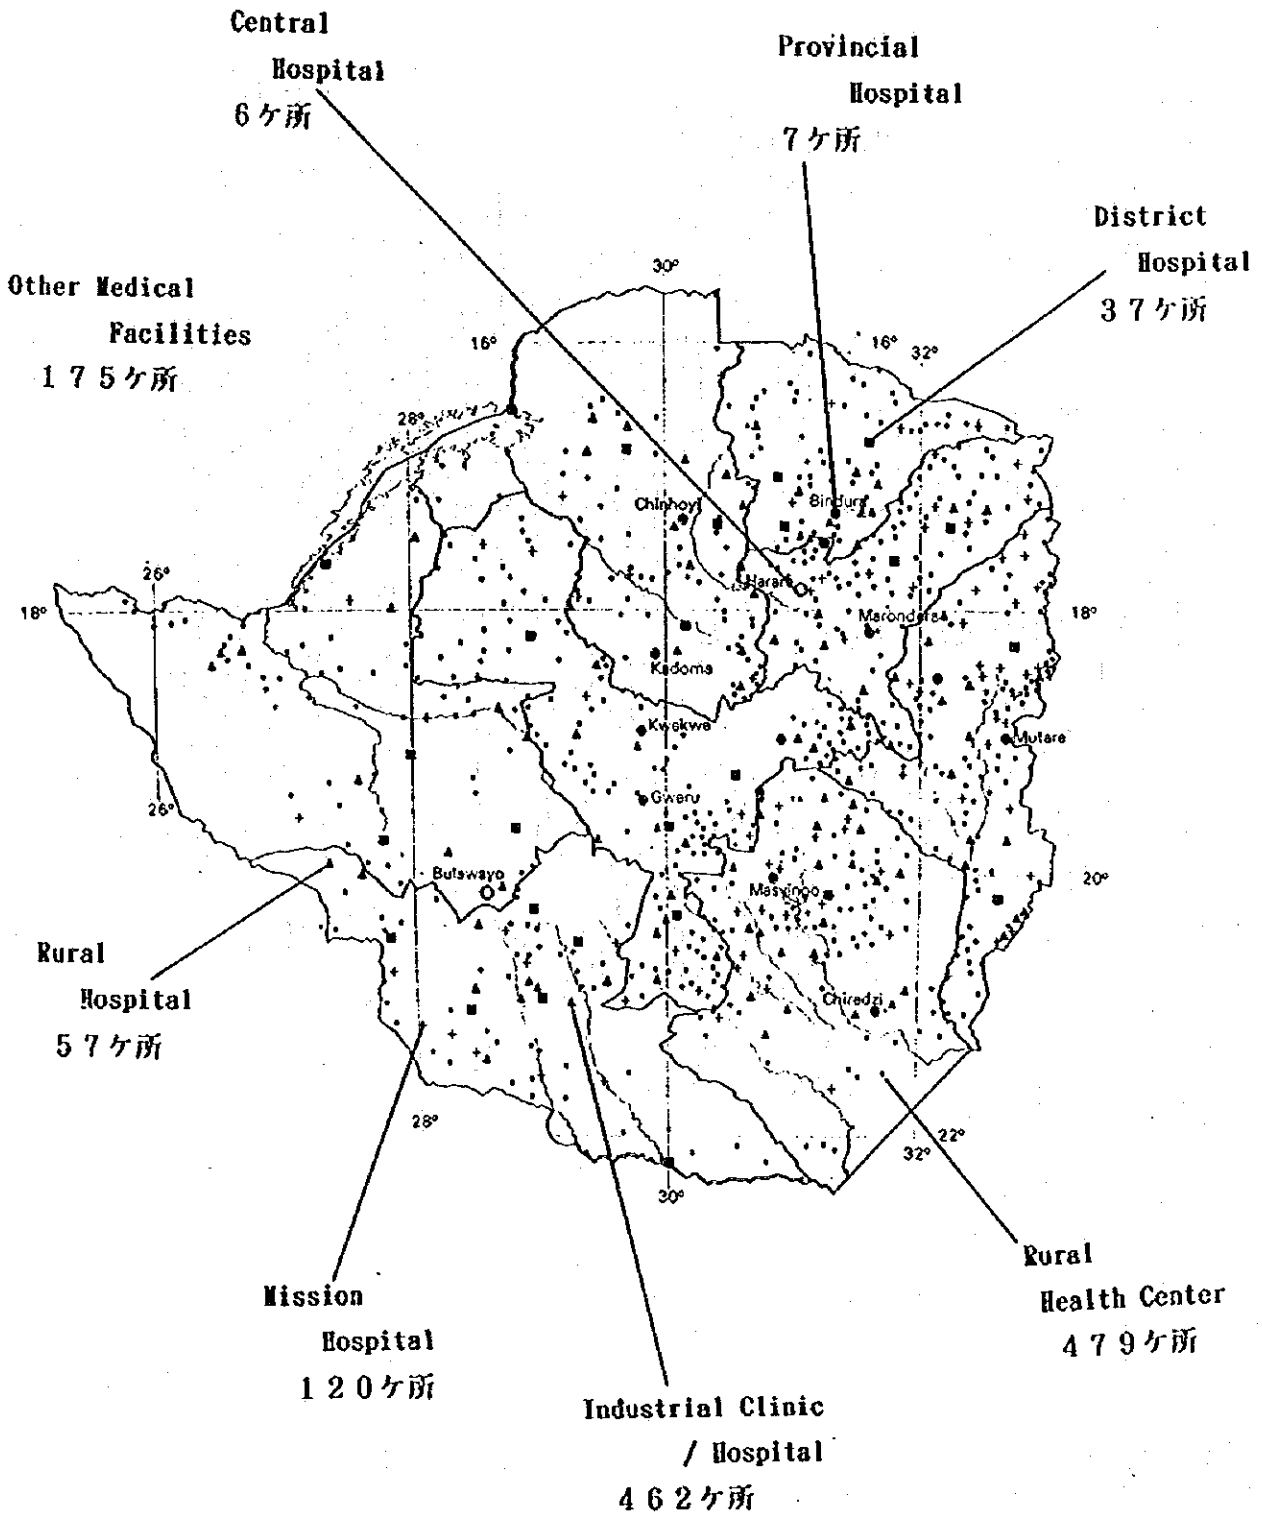 Central
Hospital
6ケ所
Provincial
Hospital
7ケ所
District
Hospital
37ケ所
Other Medical
Facilities
175ケ所
30°
16°
16°
32°
28°
Chinhoyi
Bindura
26°
Harare
18°
18°
Marondera
Kadoma
Kwekwe
Mutare
26°
Gweru
Bulawayo
Masvingo
20°
Rural
Hospital
57ケ所
Chiredzi
28°
22°
32°
30°
Rural
Health Center
479ケ所
Mission
Hospital
120ケ所
Industrial Clinic
/ Hospital
462ケ所